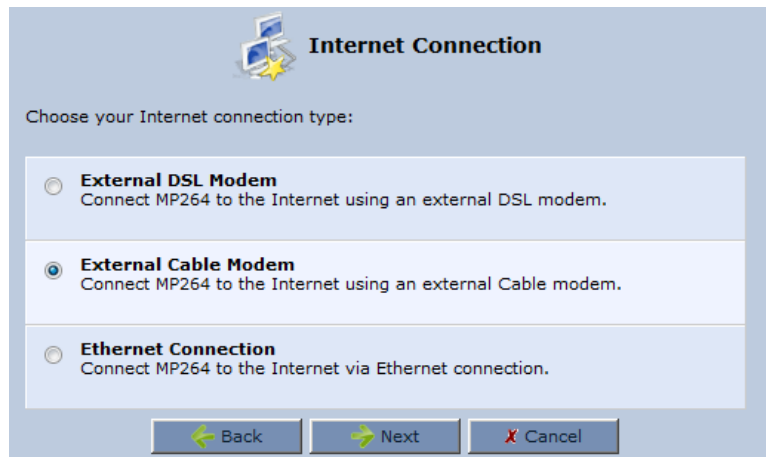 Internet Connection
Choose your Internet connection type:
External DSL Modem
Connect MP264 to the Internet using an external DSL modem.
External Cable Modem
Connect MP264 to the Internet using an external Cable modem.
Ethernet Connection
Connect MP264 to the Internet via Ethernet connection.
Back Next Cancel